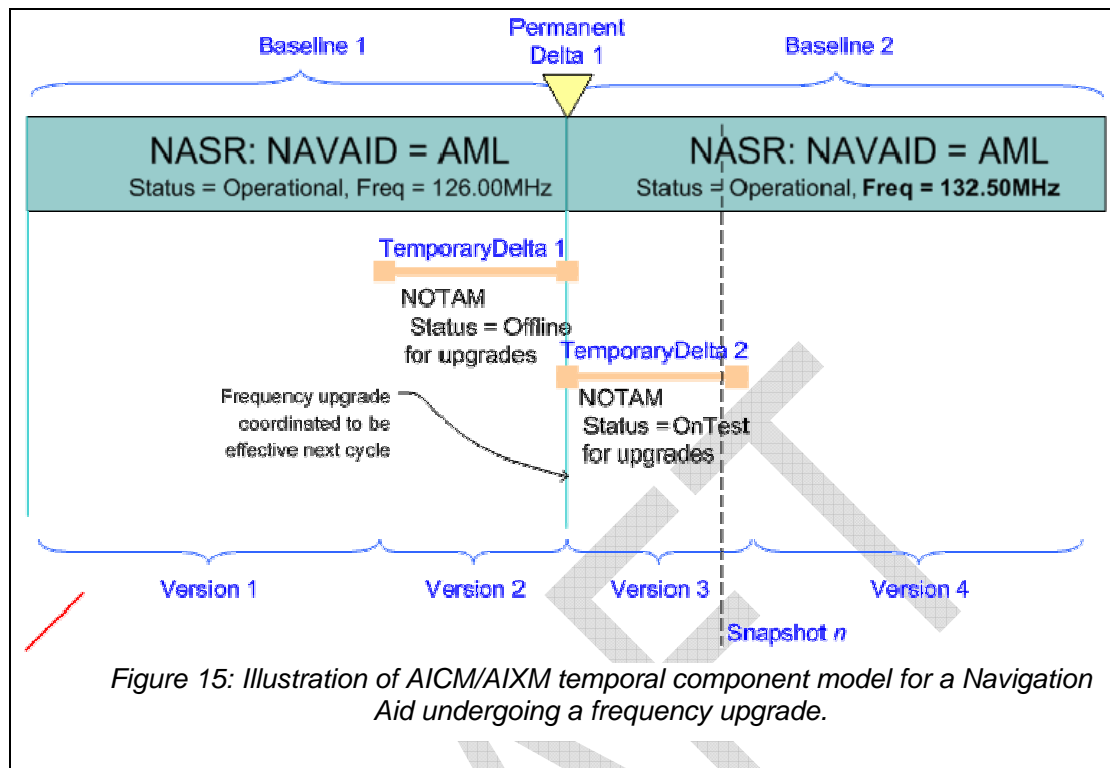 Permanent
Delta 1
Baseline 1
Baseline 2
NASR: NAVAID = AML
Status = Operational, Freq = 126.00MHz
NASR: NAVAID = AML
Status = Operational, Freq = 132.50MHz
TemporaryDelta 1
NOTAM
Status = Offline
for upgrades
TemporaryDelta 2
NOTAM
Status = OnTest
for upgrades
Frequency upgrade
coordinated to be
effective next cycle
Version 1
Version 2
Version 3
Version 4
Snapshot n
Figure 15: Illustration of AICM/AIXM temporal component model for a Navigation
Aid undergoing a frequency upgrade.